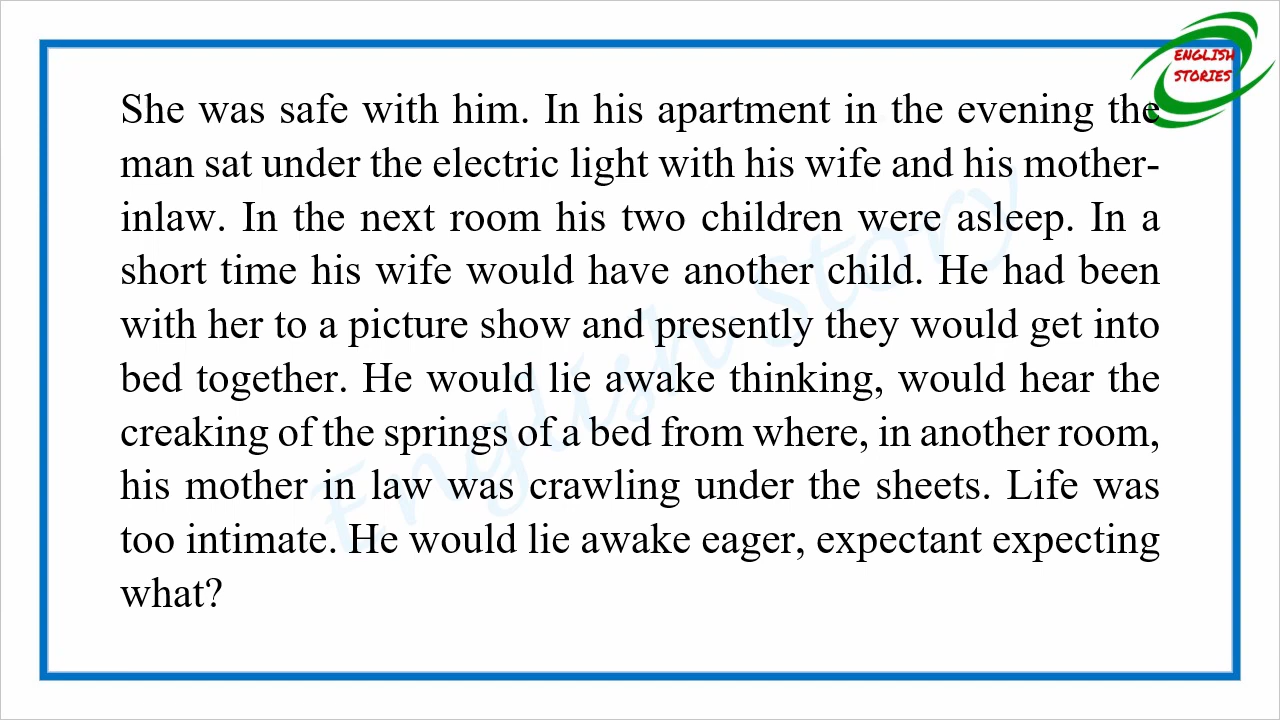 ENGLISH
STORIES
She was safe with him. In his apartment in the evening the
man sat under the electric light with his wife and his mother-
inlaw. In the next room his two children were asleep. In a
short time his wife would have another child. He had been
with her to a picture show and presently they would get into
bed together. He would lie awake thinking, would hear the
creaking of the springs of a bed from where, in another room,
his mother in law was crawling under the sheets. Life was
too intimate. He would lie awake eager, expectant expecting
what?
English Story